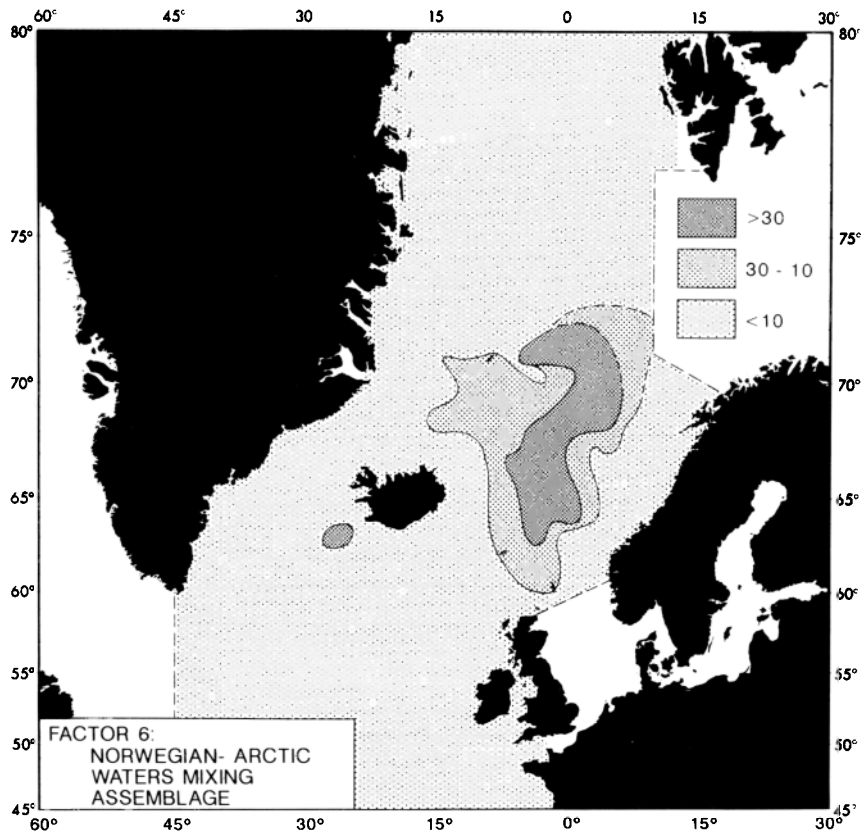 60° 45° 30° 15 0° 15 30°
80° 80°
75° 75°
70° 70°
65° 65°
60° 60°
55° 55°
50° 50°
45° 45°
>30
30 - 10
<10
FACTOR 6:
NORWEGIAN- ARCTIC
WATERS MIXING
ASSEMBLAGE
60° 45° 30° 15° 0° 15° 30°